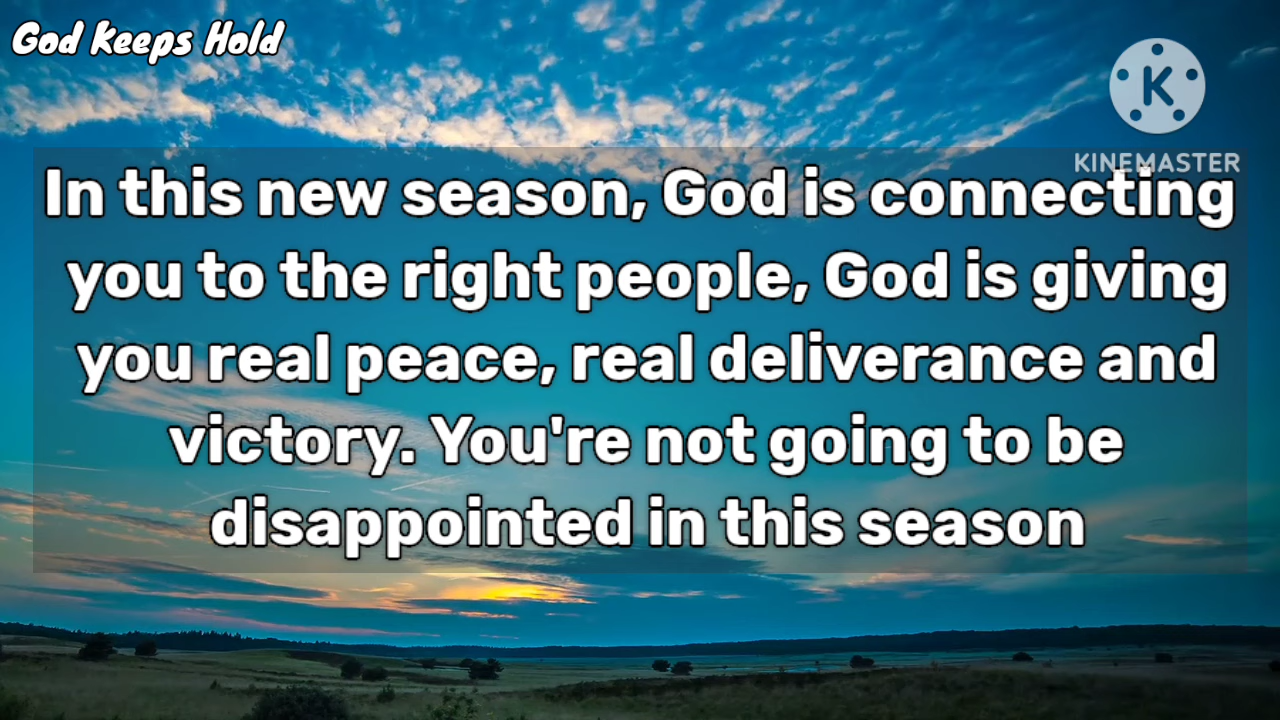 God Keeps Hold
KINEMASTER
In this new season, God is connecting
you to the right people, God is giving
you real peace, real deliverance and
victory. You're not going to be
disappointed in this season